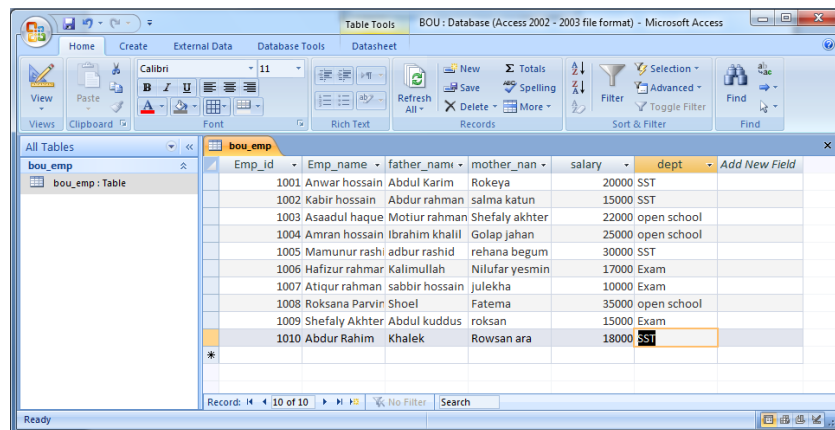 Table Tools BOU : Database (Access 2002 - 2003 file format) - Microsoft Access
Home Create External Data Database Tools Datasheet
View Paste Calibri 11 B I U A Refresh All New Save Delete Totals Spelling More Filter Selection Advanced Toggle Filter Find
Views Clipboard Font Rich Text Records Sort & Filter Find
All Tables bou_emp
bou_emp Emp_id Emp_name father_name mother_nan salary dept Add New Field
bou_emp : Table 1001 Anwar hossain Abdul Karim Rokeya 20000 SST
1002 Kabir hossain Abdur rahman salma katun 15000 SST
1003 Asaadul haque Motiur rahman Shefaly akhter 22000 open school
1004 Amran hossain Ibrahim khalil Golap jahan 25000 open school
1005 Mamunur rashi adbur rashid rehana begum 30000 SST
1006 Hafizur rahmar Kalimullah Nilufar yesmin 17000 Exam
1007 Atiqur rahman sabbir hossain julekha 10000 Exam
1008 Roksana Parvin Shoel Fatema 35000 open school
1009 Shefaly Akhter Abdul kuddus roksan 15000 Exam
1010 Abdur Rahim Khalek Rowsan ara 18000 SST
Record: 10 of 10 No Filter Search
Ready